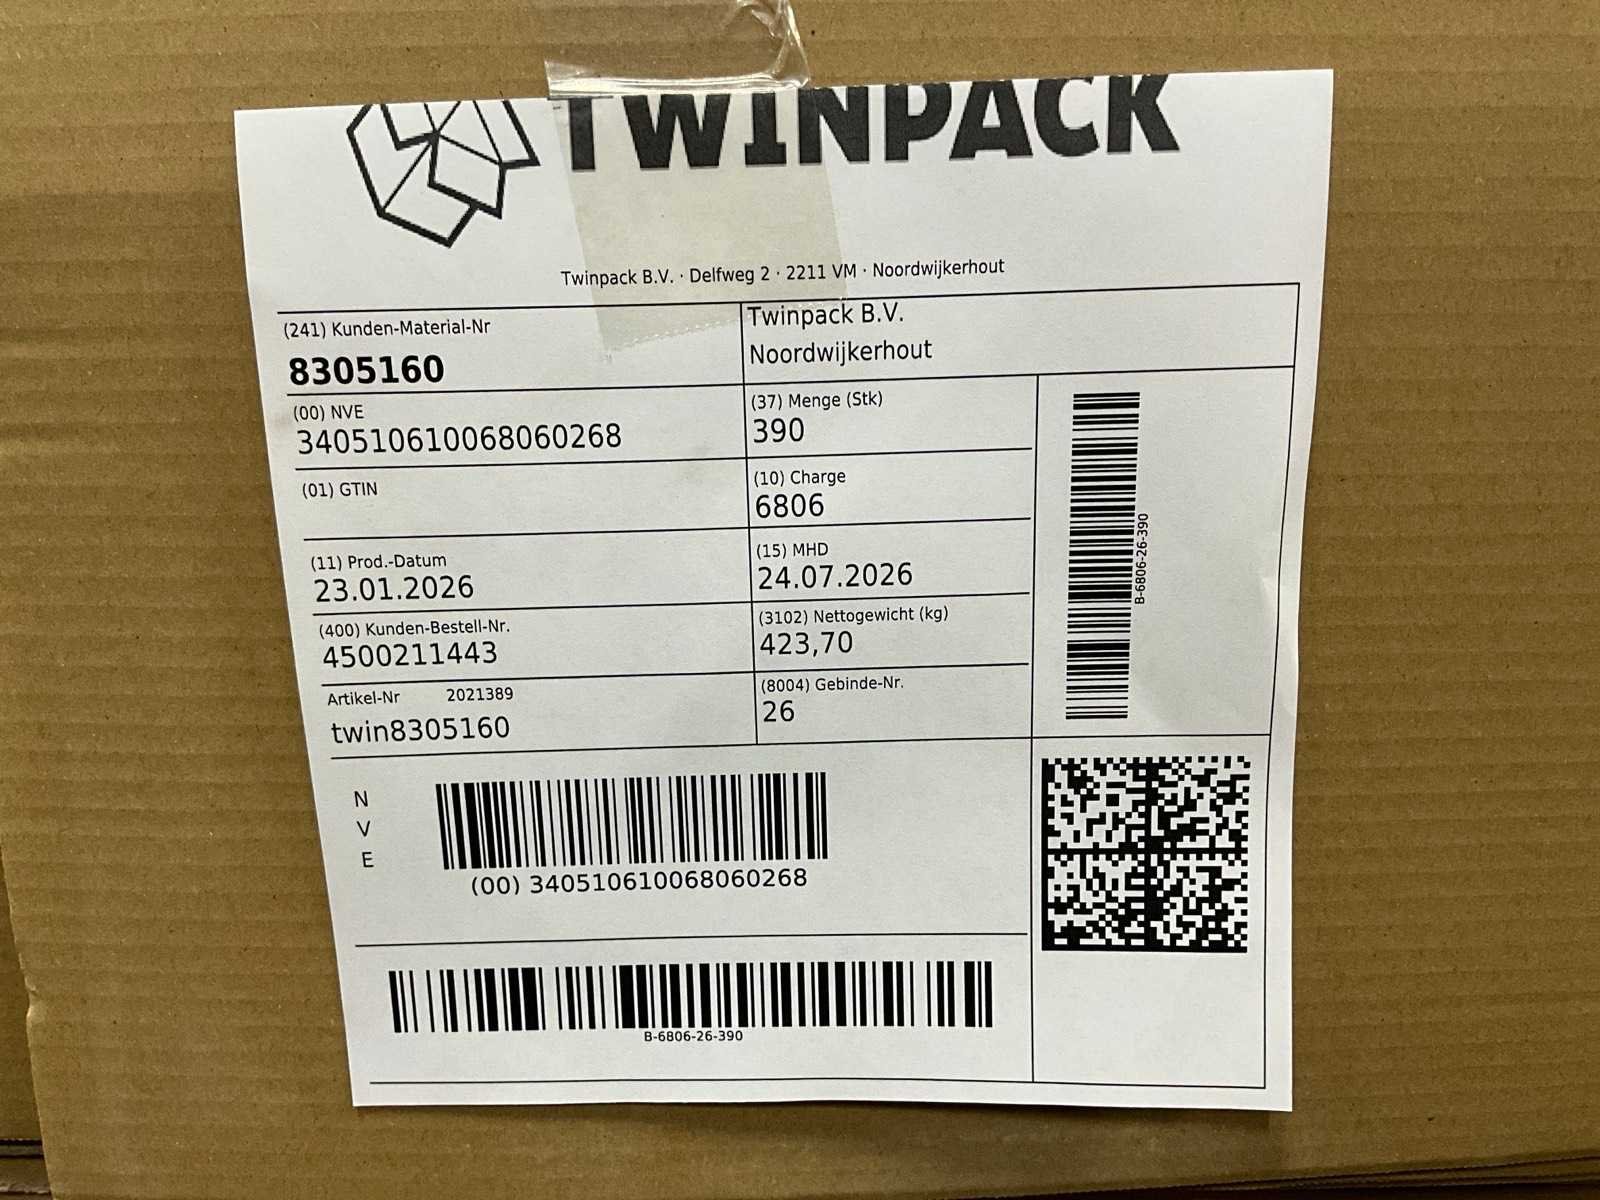 TWINPACK
Twinpack B.V. · Delfweg 2 · 2211 VM · Noordwijkerhout
(241) Kunden-Material-Nr
8305160
Twinpack B.V.
Noordwijkerhout
(00) NVE
340510610068060268
(37) Menge (Stk)
390
(01) GTIN
(10) Charge
6806
(11) Prod.-Datum
23.01.2026
(15) MHD
24.07.2026
(400) Kunden-Bestell-Nr.
4500211443
(3102) Nettogewicht (kg)
423,70
Artikel-Nr 2021389
twin8305160
(8004) Gebinde-Nr.
26
B-6806-26-390
N
V
E
(00) 340510610068060268
B-6806-26-390